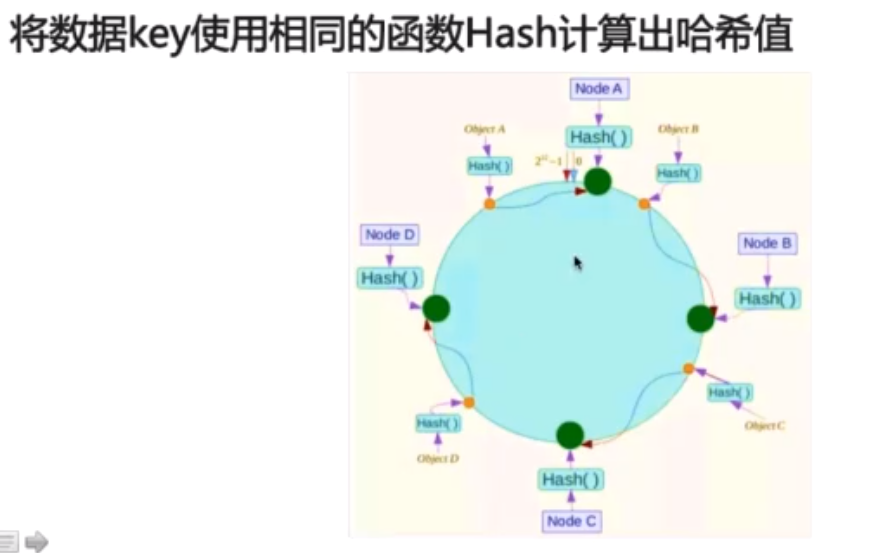 将数据key使用相同的函数Hash计算出哈希值
Node A
Object A
Hash( )
Object B
Hash( )
2³²-1
0
Hash( )
Node D
Node B
Hash( )
Hash( )
Hash( )
Hash( )
Object C
Object D
Hash( )
Node C